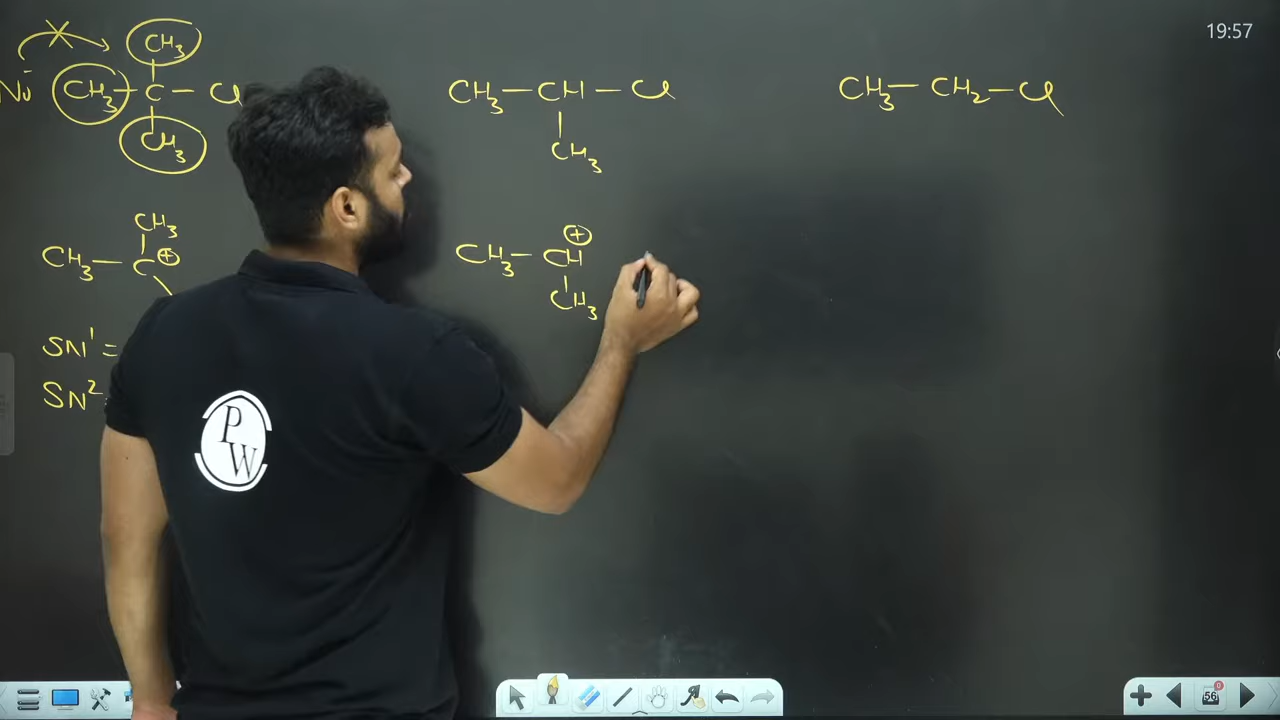 19:57
CH3
Nu CH3 — C — Cl
CH3
CH3 — CH — Cl
CH3
CH3 — CH2 — Cl
CH3
CH3 — C ⊕
CH3 — CH ⊕
CH3
SN1 =
SN2
P
W
56